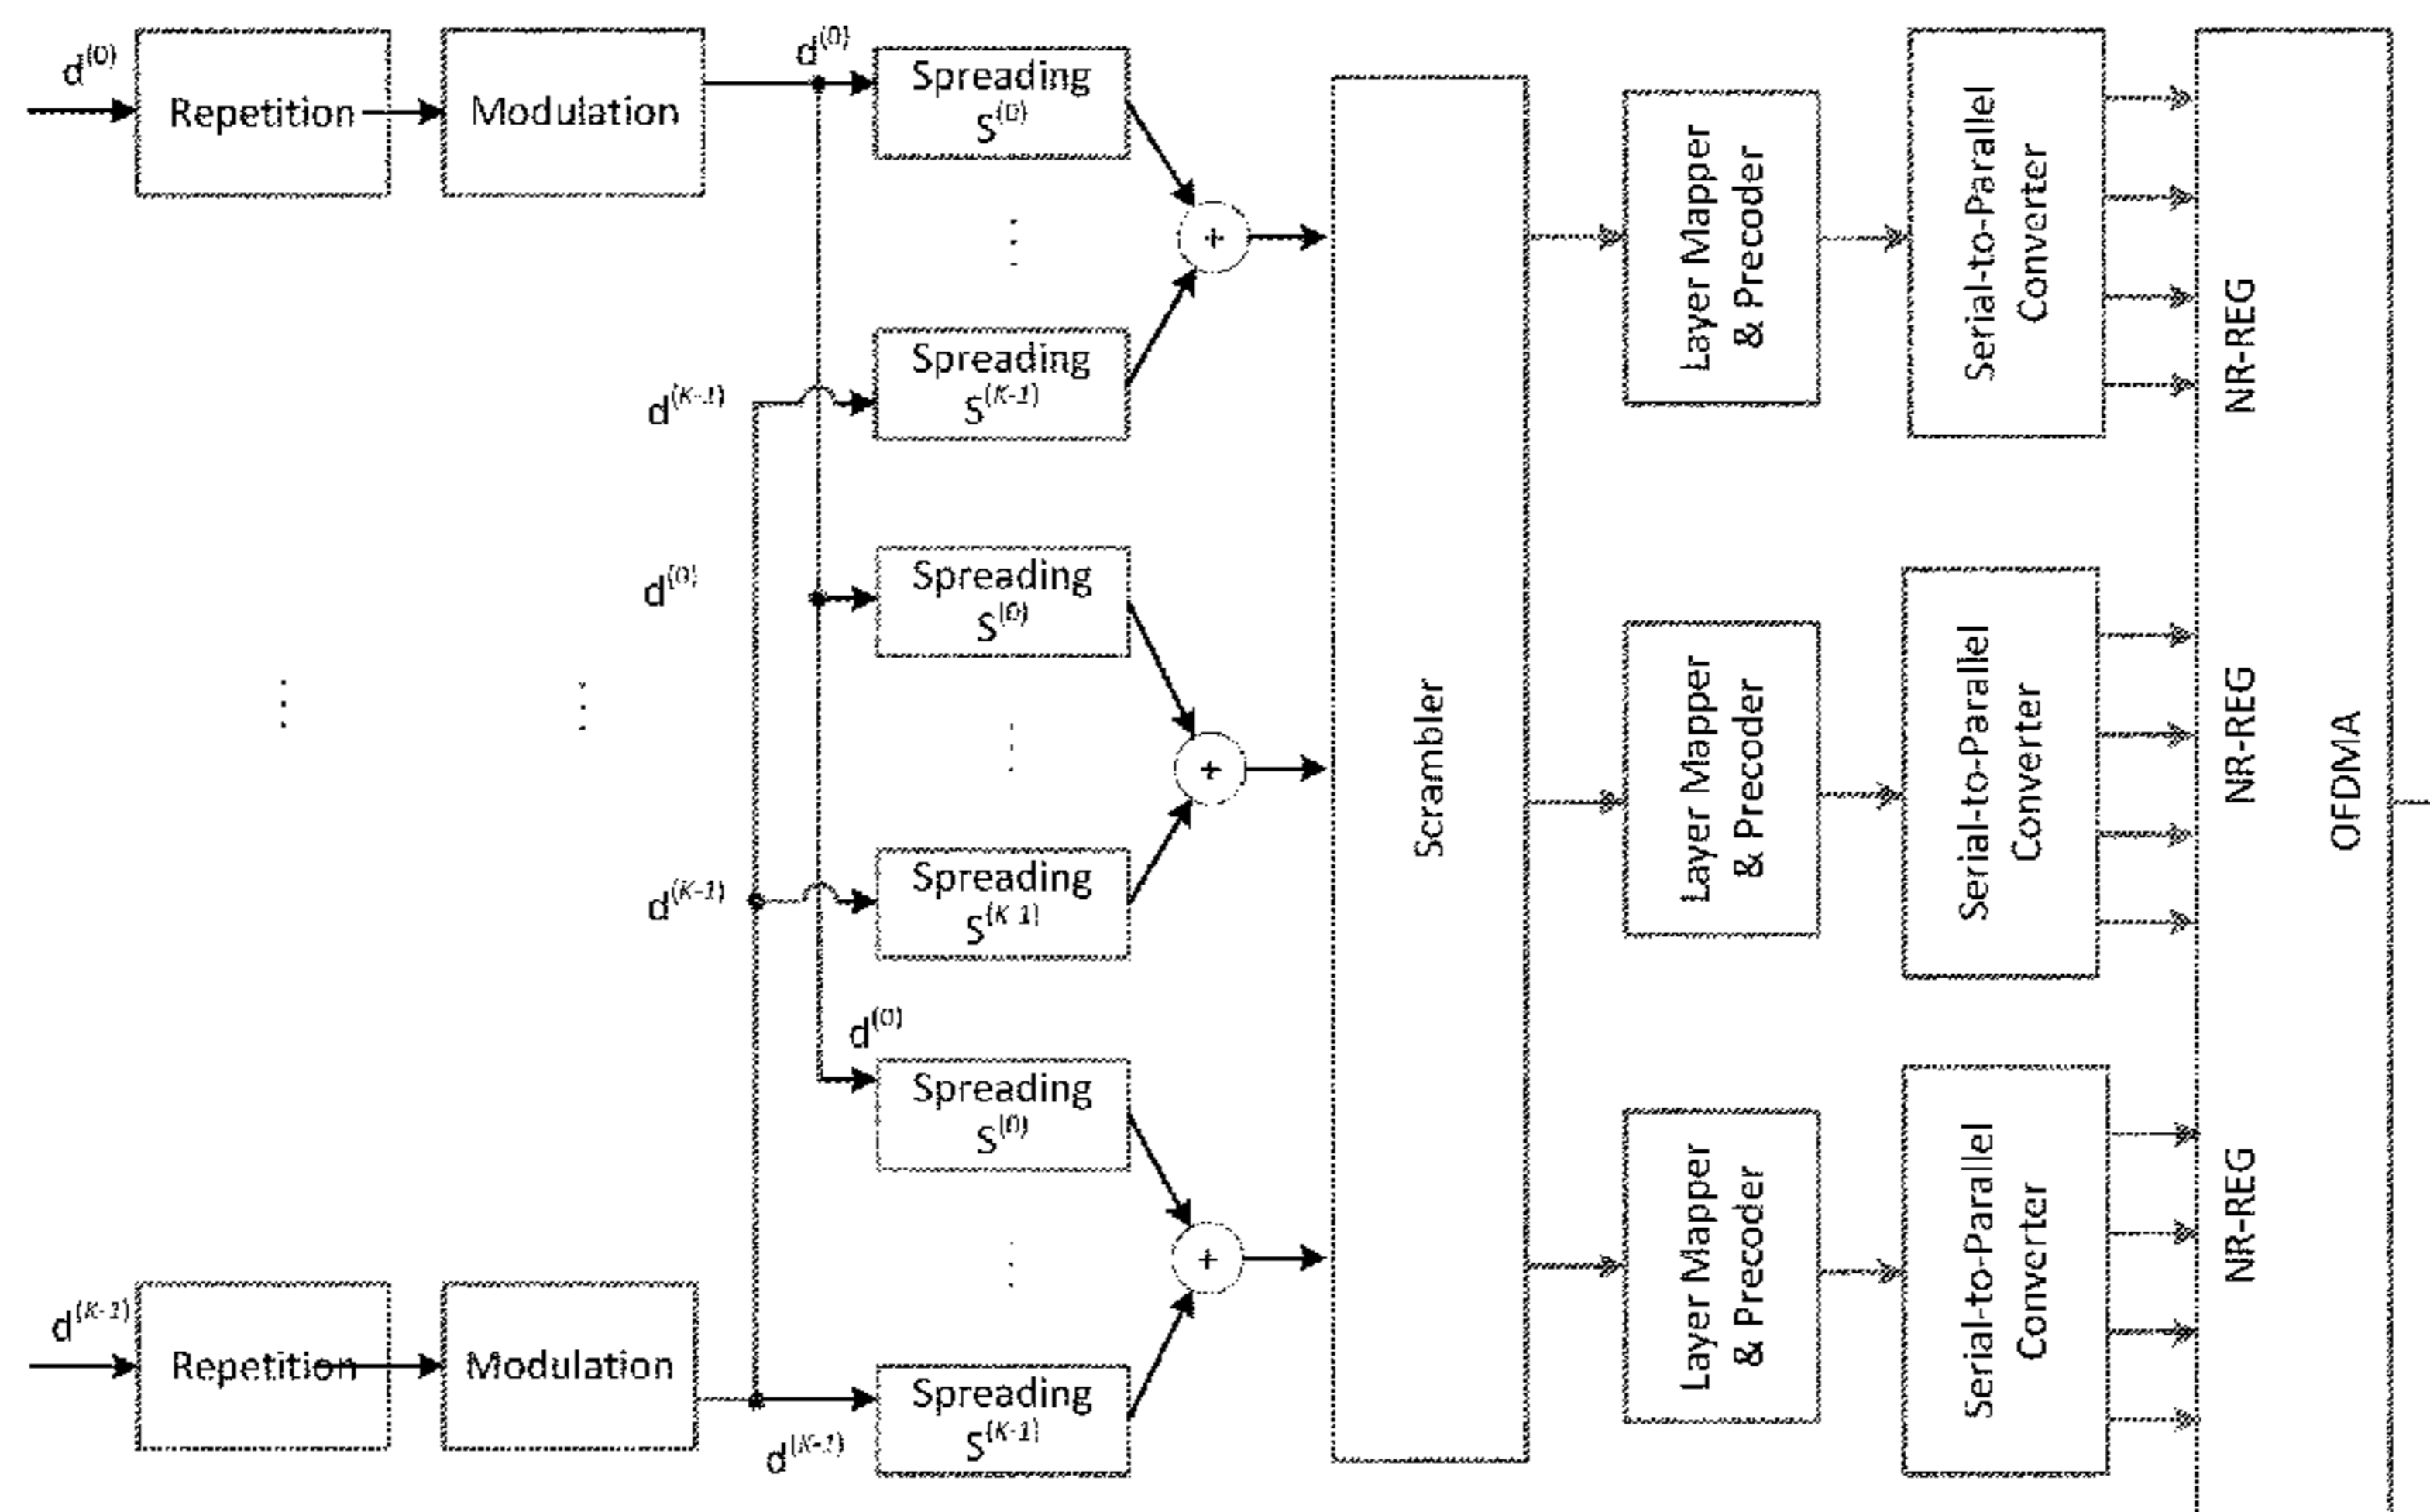 d^(0)
Repetition
Modulation
d^(0)
Spreading
S^(0)
⋮
Spreading
S^(K-1)
d^(K-1)
+
d^(0)
Spreading
S^(0)
⋮
⋮
⋮
d^(K-1)
Spreading
S^(K-1)
+
d^(0)
Spreading
S^(0)
⋮
d^(K-1)
Repetition
Modulation
d^(K-1)
Spreading
S^(K-1)
+
Scrambler
Layer Mapper
& Precoder
Serial-to-Parallel
Converter
NR-REG
Layer Mapper
& Precoder
Serial-to-Parallel
Converter
NR-REG
Layer Mapper
& Precoder
Serial-to-Parallel
Converter
NR-REG
OFDMA